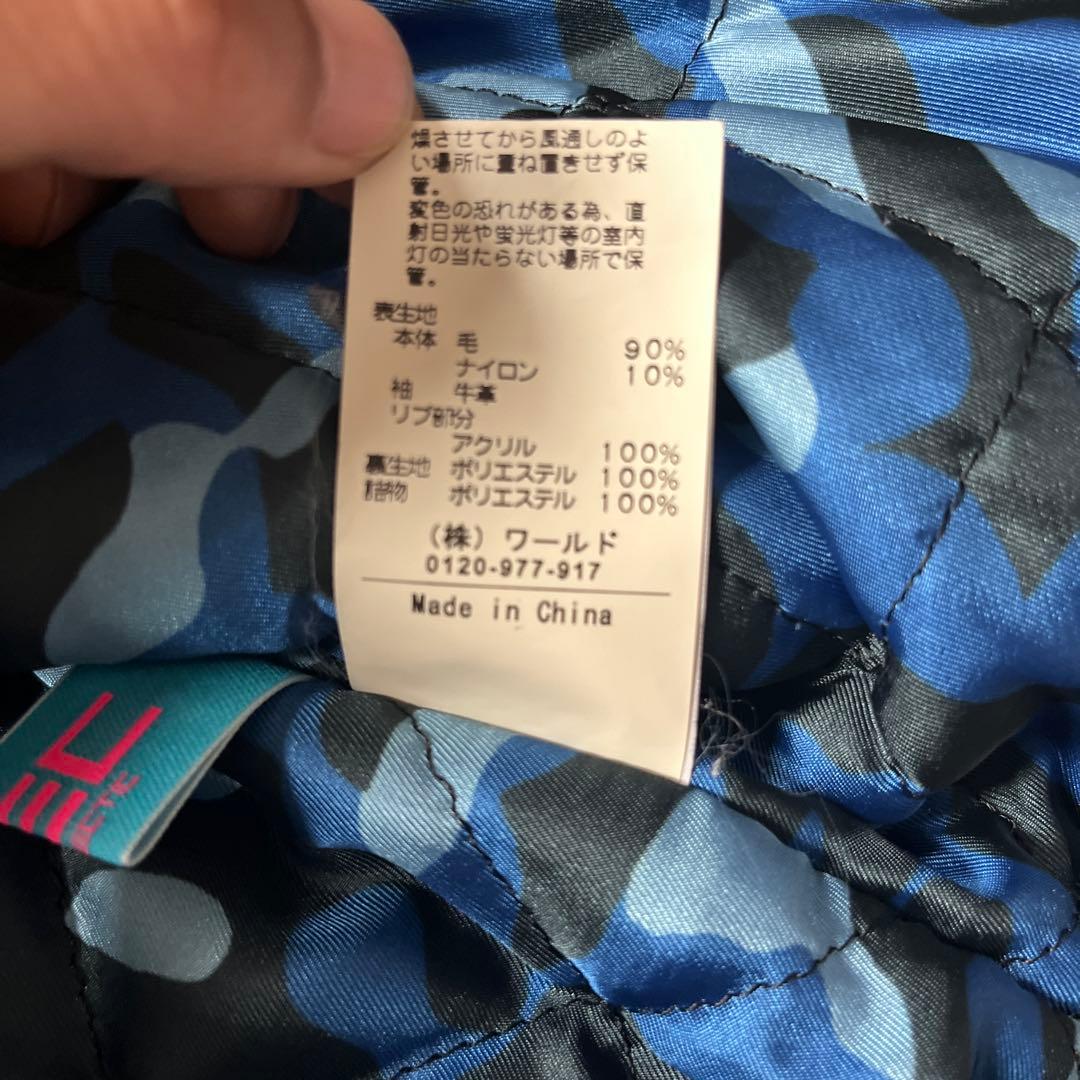 燥させてから風通しのよ
い場所に重ね置きせず保
管。
変色の恐れがある為、直
射日光や蛍光灯等の室内
灯の当たらない場所で保
管。
表生地
本体 毛 90%
ナイロン 10%
袖 牛革
リブ部分
アクリル 100%
裏生地 ポリエステル 100%
詰物 ポリエステル 100%
(株)ワールド
0120-977-917
Made in China